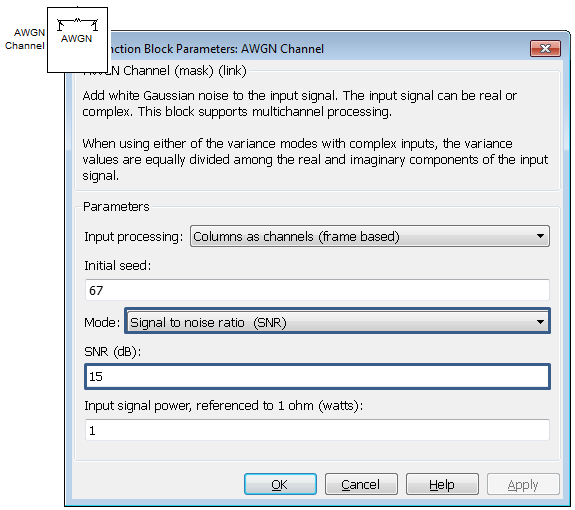 AWGN
Channel
AWGN
nction Block Parameters: AWGN Channel
AWGN Channel (mask) (link)
Add white Gaussian noise to the input signal. The input signal can be real or
complex. This block supports multichannel processing.
When using either of the variance modes with complex inputs, the variance
values are equally divided among the real and imaginary components of the input
signal.
Parameters
Input processing: Columns as channels (frame based)
Initial seed:
67
Mode: Signal to noise ratio (SNR)
SNR (dB):
15
Input signal power, referenced to 1 ohm (watts):
1
OK Cancel Help Apply